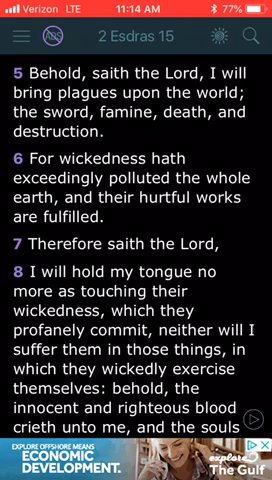 Verizon LTE 11:14 AM 77%
ADS 2 Esdras 15
5 Behold, saith the Lord, I will
bring plagues upon the world;
the sword, famine, death, and
destruction.
6 For wickedness hath
exceedingly polluted the whole
earth, and their hurtful works
are fulfilled.
7 Therefore saith the Lord,
8 I will hold my tongue no
more as touching their
wickedness, which they
profanely commit, neither will I
suffer them in those things, in
which they wickedly exercise
themselves: behold, the
innocent and righteous blood
crieth unto me, and the souls
EXPLORE OFFSHORE MEANS
ECONOMIC
DEVELOPMENT.
explore
The Gulf